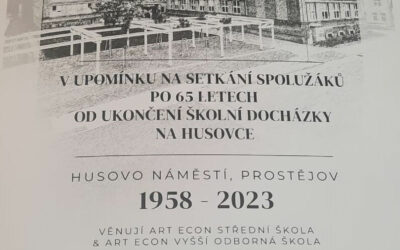 V UPOMÍNKU NA SETKÁNÍ SPOLUŽÁKŮ
PO 65 LETECH
OD UKONČENÍ ŠKOLNÍ DOCHÁZKY
NA HUSOVCE
HUSOVO NÁMĚSTÍ, PROSTĚJOV
1958 - 2023
VĚNUJÍ ART ECON STŘEDNÍ ŠKOLA
& ART ECON VYŠŠÍ ODBORNÁ ŠKOLA